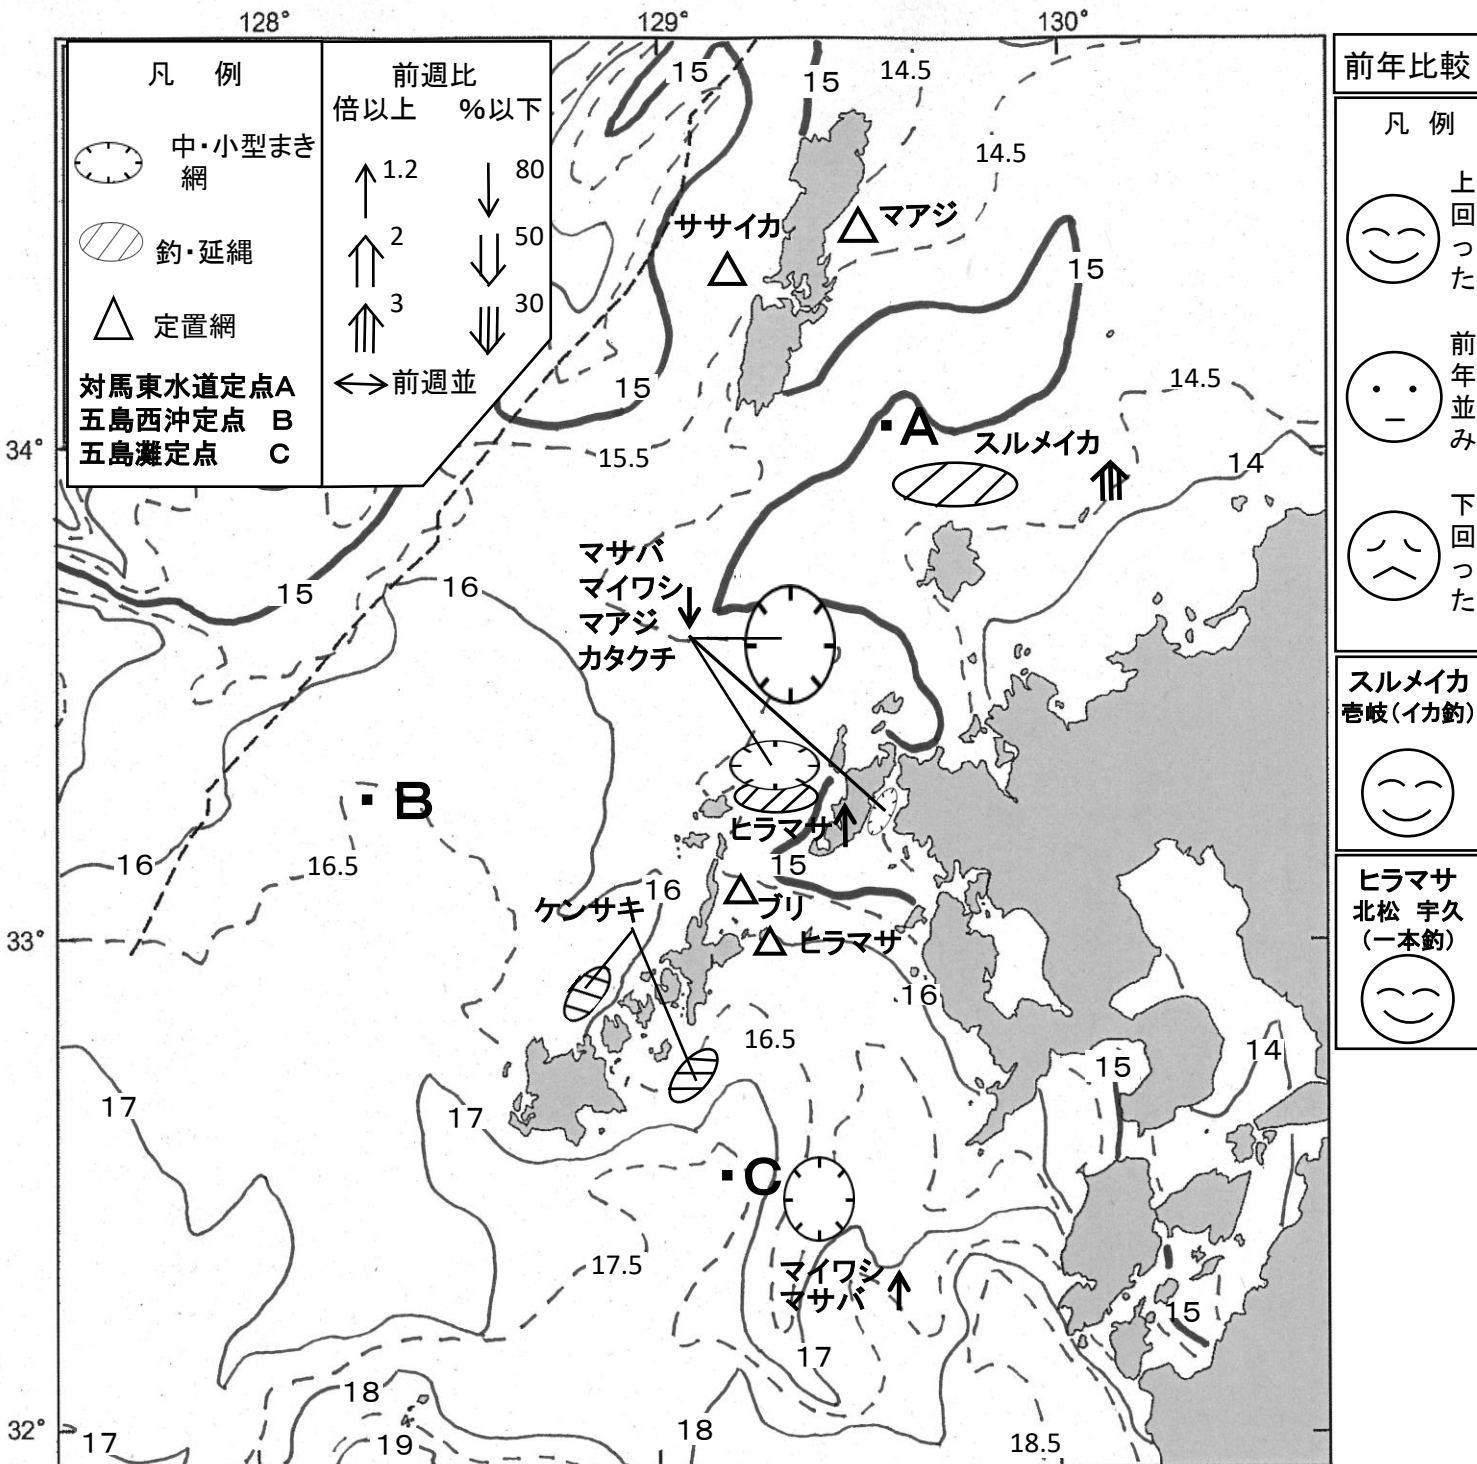 128°
129°
130°
凡　例
中・小型まき
網
釣・延縄
定置網
対馬東水道定点A
五島西沖定点　B
五島灘定点　C
前週比
倍以上　%以下
1.2
80
2
50
3
30
前週並
前年比較
凡 例
上回った
前年並み
下回った
スルメイカ
壱岐（イカ釣）
ヒラマサ
北松 宇久
（一本釣）
15
15
14.5
14.5
ササイカ
マアジ
15
15
14.5
34°
15.5
A
スルメイカ
14
マサバ
マイワシ
マアジ
カタクチ
15
16
B
ヒラマサ
16
16.5
15
16
ケンサキ
ブリ
33°
ヒラマサ
16
16.5
14
15
17
17
C
17.5
マイワシ
マサバ
15
17
18
32°
17
19
18
18.5